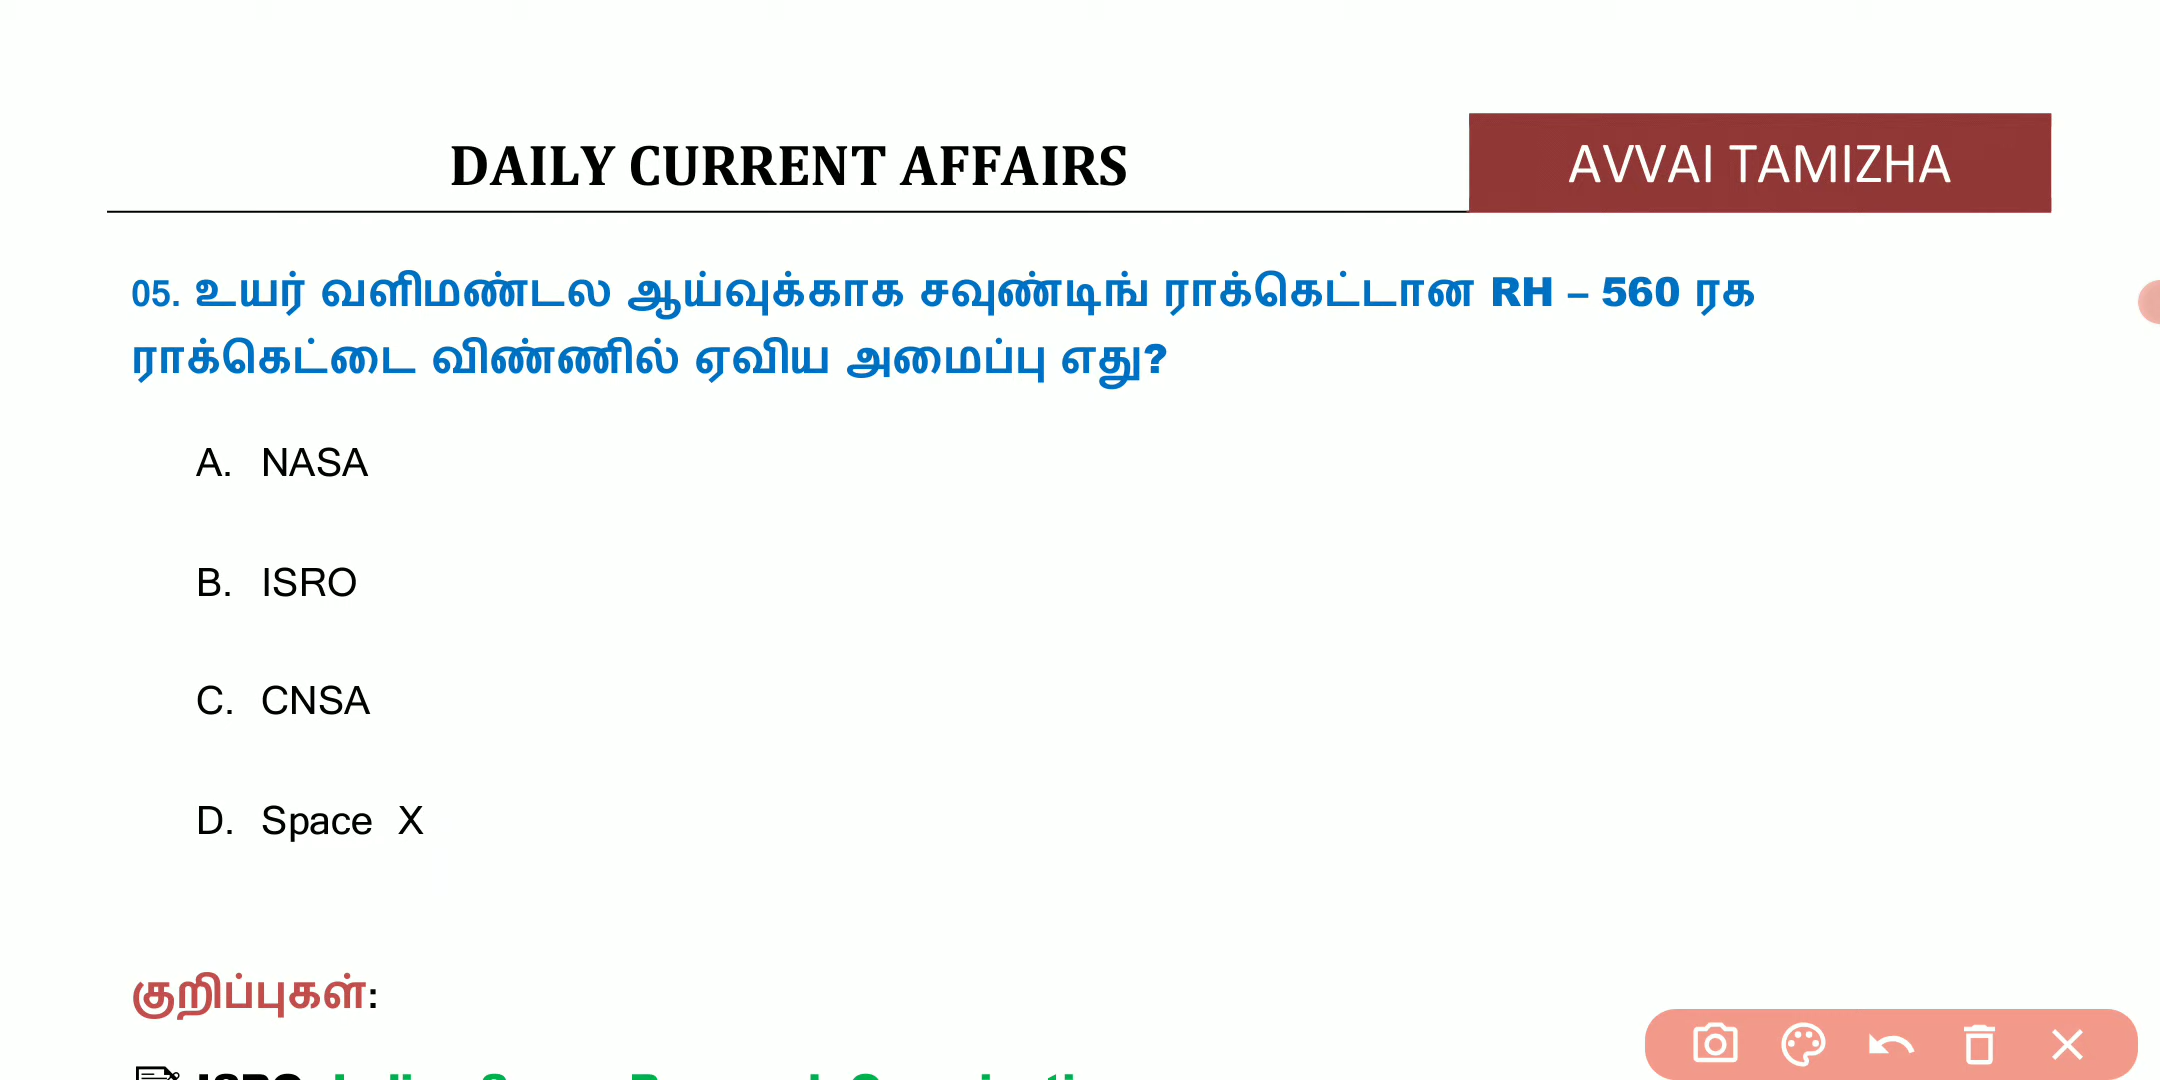 DAILY CURRENT AFFAIRS
AVVAI TAMIZHA
05. உயர் வளிமண்டல ஆய்வுக்காக சவுண்டிங் ராக்கெட்டான RH – 560 ரக
ராக்கெட்டை விண்ணில் ஏவிய அமைப்பு எது?
A. NASA
B. ISRO
C. CNSA
D. Space X
குறிப்புகள்: